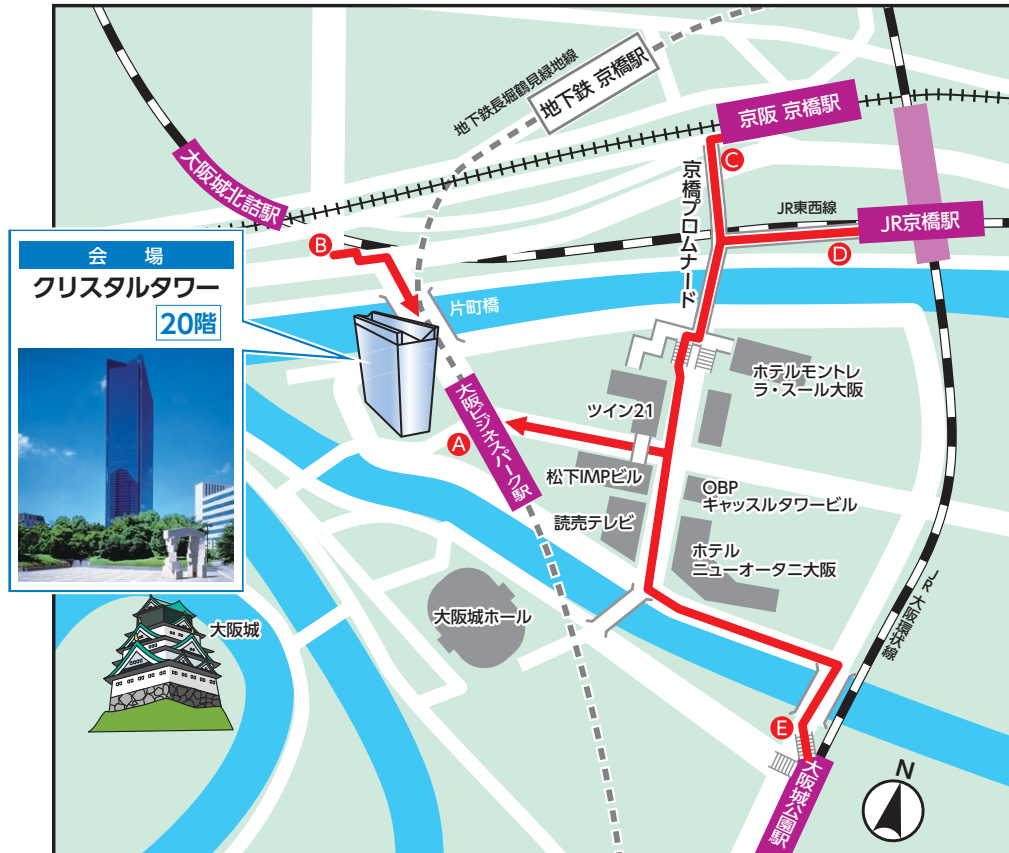 地下鉄長堀鶴見緑地線
地下鉄 京橋駅
京阪 京橋駅
大阪城北詰駅
C
京橋プロムナード
JR東西線
JR京橋駅
B
D
会 場
クリスタルタワー
20階
片町橋
ホテルモントレ
ラ・スール大阪
大阪ビジネスパーク駅
ツイン21
A
松下IMPビル
OBP
キャッスルタワービル
読売テレビ
ホテル
ニューオータニ大阪
大阪城
大阪城ホール
JR 大阪環状線
E
大阪城公園駅
N